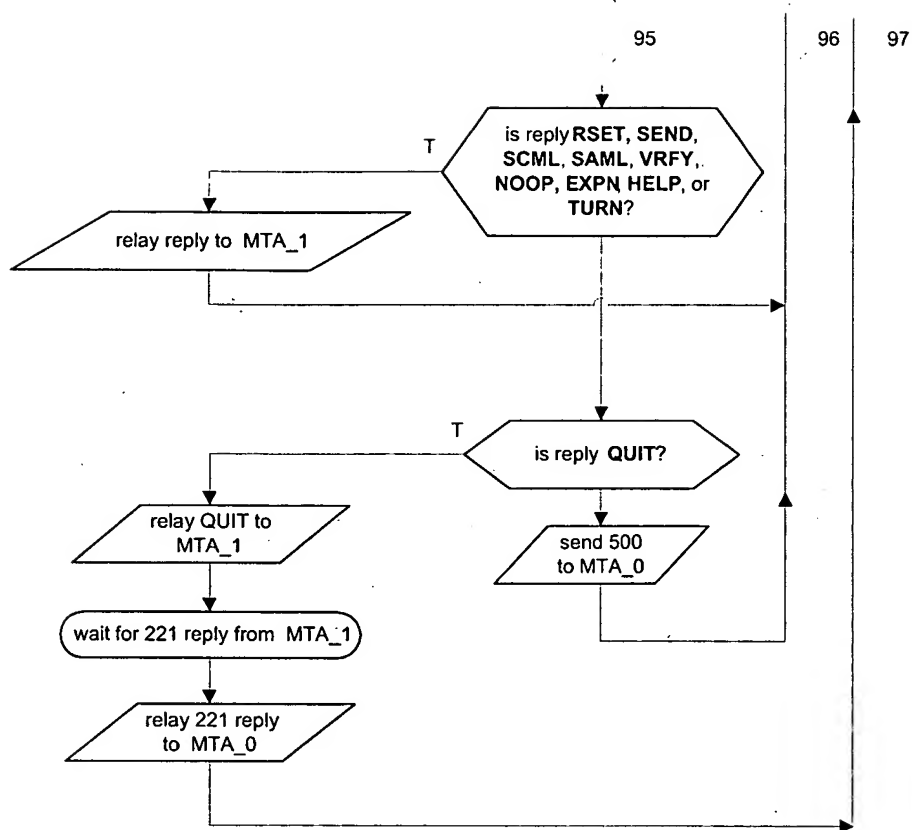 95
96
97
is reply RSET, SEND,
SCML, SAML, VRFY,
NOOP, EXPN, HELP, or
TURN?
T
relay reply to MTA_1
is reply QUIT?
T
relay QUIT to
MTA_1
send 500
to MTA_0
wait for 221 reply from MTA_1
relay 221 reply
to MTA_0